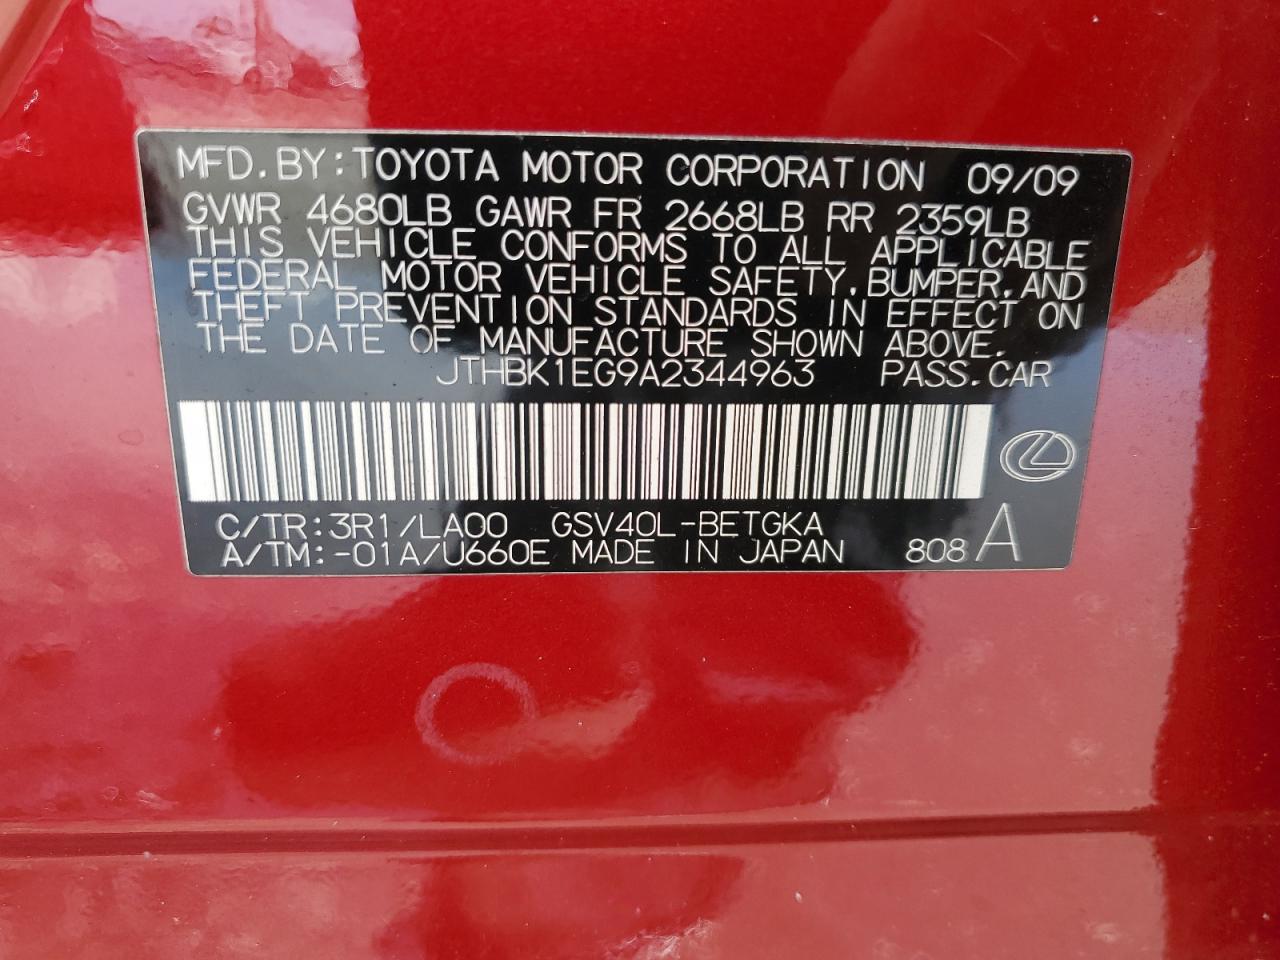 MFD.BY:TOYOTA MOTOR CORPORATION 09/09
GVWR 4680LB GAWR FR 2668LB RR 2359LB
THIS VEHICLE CONFORMS TO ALL APPLICABLE
FEDERAL MOTOR VEHICLE SAFETY,BUMPER,AND
THEFT PREVENTION STANDARDS IN EFFECT ON
THE DATE OF MANUFACTURE SHOWN ABOVE.
JTHBK1EG9A2344963 PASS.CAR
C/TR:3R1/LA00 GSV40L-BETGKA
A/TM:-01A/U660E MADE IN JAPAN 808 A